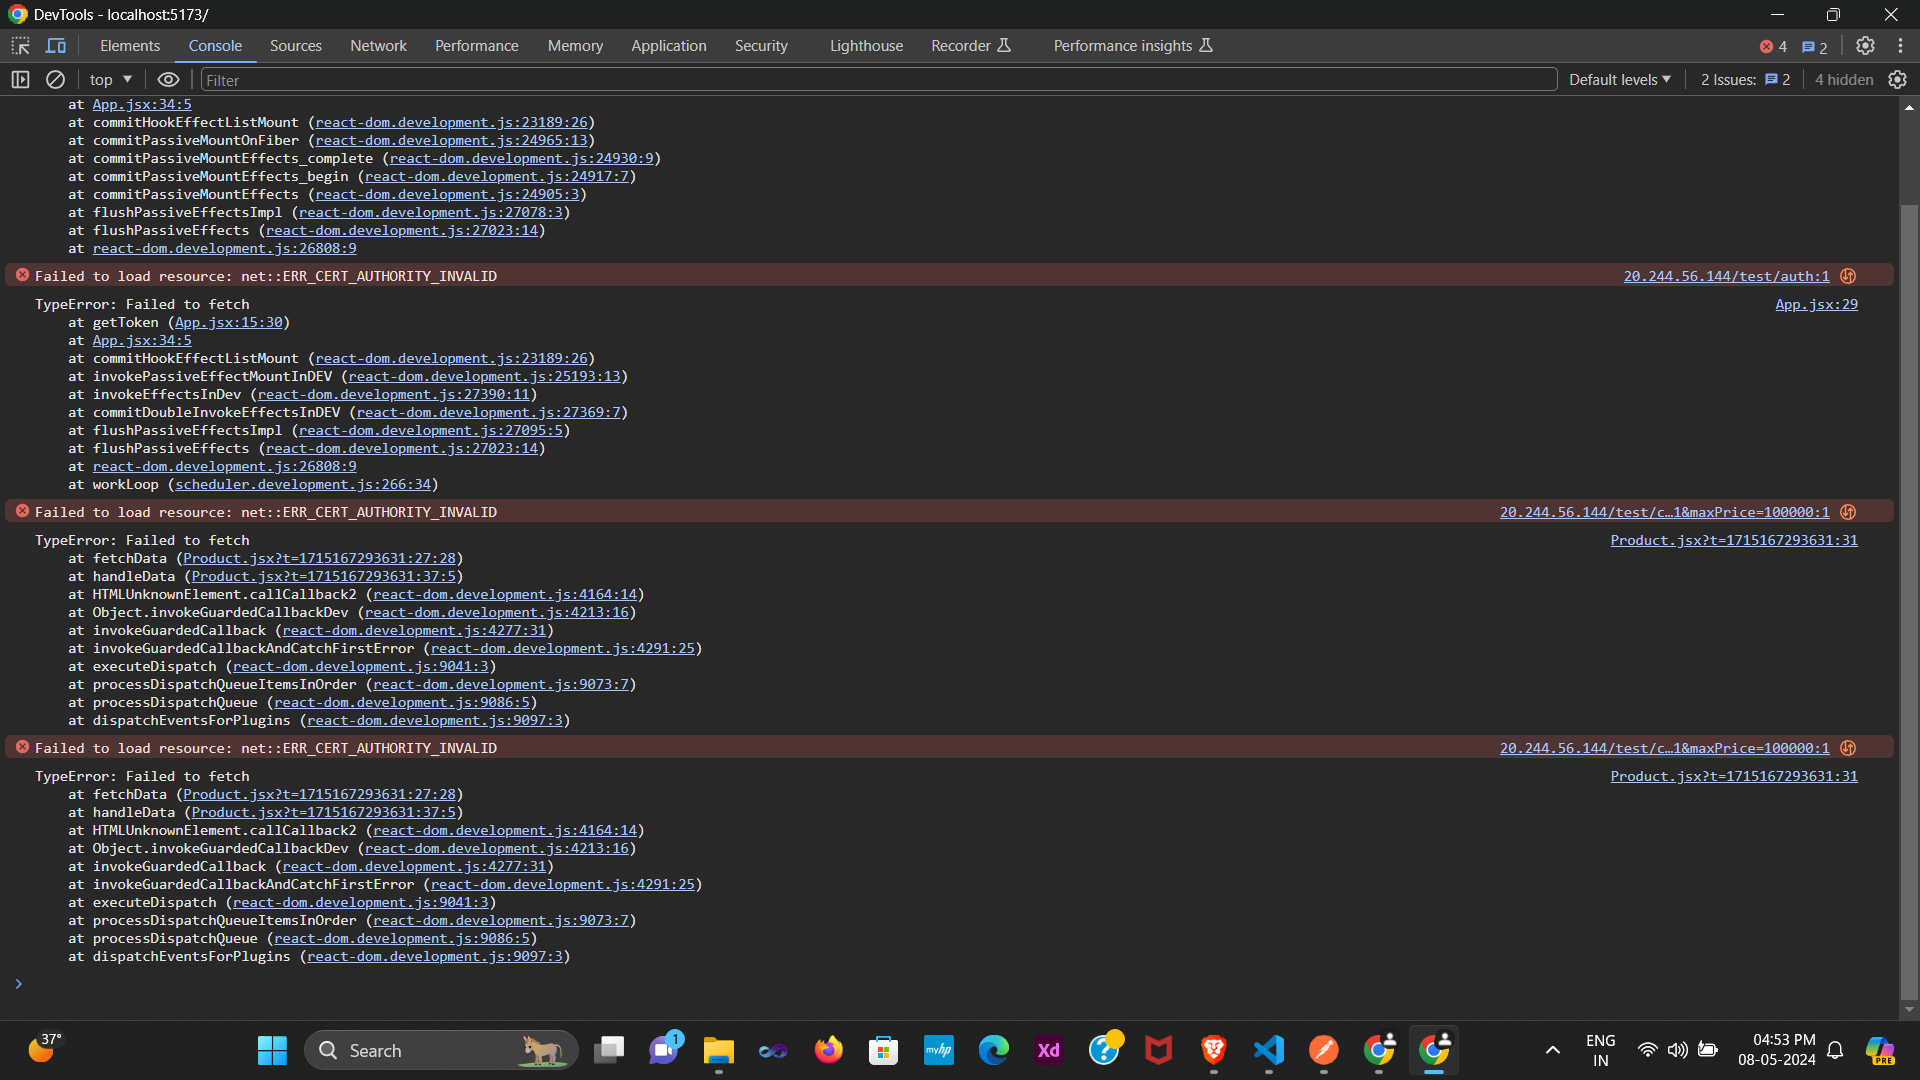 DevTools - localhost:5173/
Elements Console Sources Network Performance Memory Application Security Lighthouse Recorder Performance insights 4 2
top Filter Default levels 2 Issues: 2 4 hidden
at App.jsx:34:5
at commitHookEffectListMount (react-dom.development.js:23189:26)
at commitPassiveMountOnFiber (react-dom.development.js:24965:13)
at commitPassiveMountEffects_complete (react-dom.development.js:24930:9)
at commitPassiveMountEffects_begin (react-dom.development.js:24917:7)
at commitPassiveMountEffects (react-dom.development.js:24905:3)
at flushPassiveEffectsImpl (react-dom.development.js:27078:3)
at flushPassiveEffects (react-dom.development.js:27023:14)
at react-dom.development.js:26808:9
Failed to load resource: net::ERR_CERT_AUTHORITY_INVALID 20.244.56.144/test/auth:1
TypeError: Failed to fetch App.jsx:29
at getToken (App.jsx:15:30)
at App.jsx:34:5
at commitHookEffectListMount (react-dom.development.js:23189:26)
at invokePassiveEffectMountInDEV (react-dom.development.js:25193:13)
at invokeEffectsInDev (react-dom.development.js:27390:11)
at commitDoubleInvokeEffectsInDEV (react-dom.development.js:27369:7)
at flushPassiveEffectsImpl (react-dom.development.js:27095:5)
at flushPassiveEffects (react-dom.development.js:27023:14)
at react-dom.development.js:26808:9
at workLoop (scheduler.development.js:266:34)
Failed to load resource: net::ERR_CERT_AUTHORITY_INVALID 20.244.56.144/test/c…1&maxPrice=100000:1
TypeError: Failed to fetch Product.jsx?t=1715167293631:31
at fetchData (Product.jsx?t=1715167293631:27:28)
at handleData (Product.jsx?t=1715167293631:37:5)
at HTMLUnknownElement.callCallback2 (react-dom.development.js:4164:14)
at Object.invokeGuardedCallbackDev (react-dom.development.js:4213:16)
at invokeGuardedCallback (react-dom.development.js:4277:31)
at invokeGuardedCallbackAndCatchFirstError (react-dom.development.js:4291:25)
at executeDispatch (react-dom.development.js:9041:3)
at processDispatchQueueItemsInOrder (react-dom.development.js:9073:7)
at processDispatchQueue (react-dom.development.js:9086:5)
at dispatchEventsForPlugins (react-dom.development.js:9097:3)
Failed to load resource: net::ERR_CERT_AUTHORITY_INVALID 20.244.56.144/test/c…1&maxPrice=100000:1
TypeError: Failed to fetch Product.jsx?t=1715167293631:31
at fetchData (Product.jsx?t=1715167293631:27:28)
at handleData (Product.jsx?t=1715167293631:37:5)
at HTMLUnknownElement.callCallback2 (react-dom.development.js:4164:14)
at Object.invokeGuardedCallbackDev (react-dom.development.js:4213:16)
at invokeGuardedCallback (react-dom.development.js:4277:31)
at invokeGuardedCallbackAndCatchFirstError (react-dom.development.js:4291:25)
at executeDispatch (react-dom.development.js:9041:3)
at processDispatchQueueItemsInOrder (react-dom.development.js:9073:7)
at processDispatchQueue (react-dom.development.js:9086:5)
at dispatchEventsForPlugins (react-dom.development.js:9097:3)
37°
Search
1
myhp
Xd
ENG
IN
04:53 PM
08-05-2024
PRE